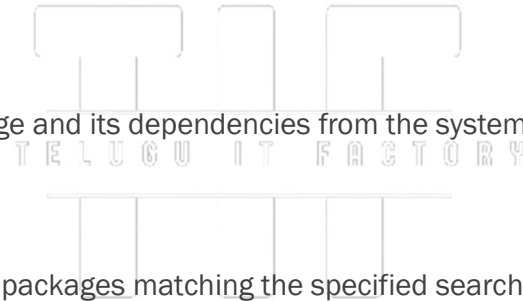 ge and its dependencies from the system
TELUGU IT FACTORY
packages matching the specified search